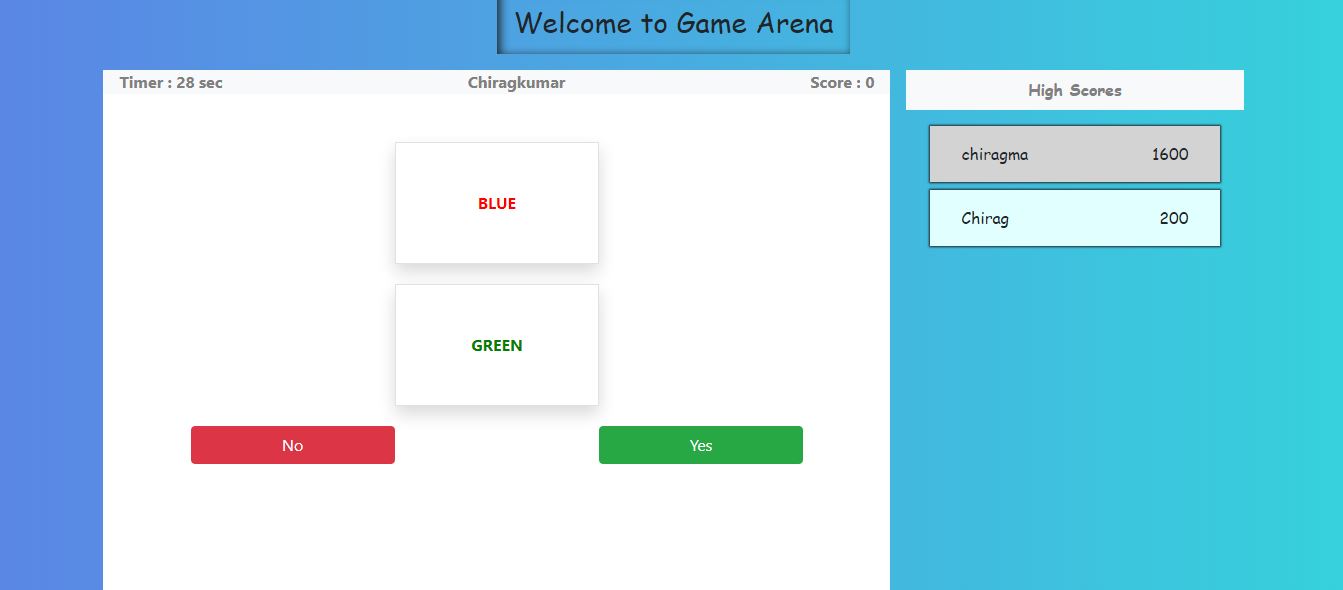 Welcome to Game Arena
Timer : 28 sec Chiragkumar Score : 0
BLUE
GREEN
No Yes
High Scores
chiragma 1600
Chirag 200